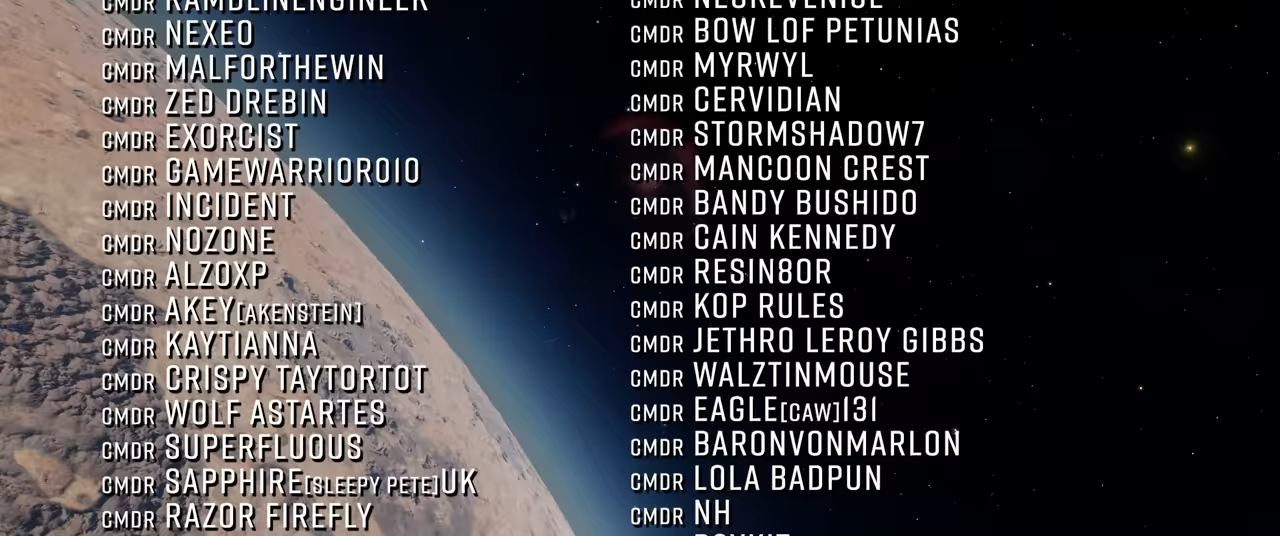 CMDR RAMBLINENGINEER
CMDR NEXEO
CMDR MALFORTHEWIN
CMDR ZED DREBIN
CMDR EXORCIST
CMDR GAMEWARRIOR010
CMDR INCIDENT
CMDR NOZONE
CMDR ALZOXP
CMDR AKEY[AKENSTEIN]
CMDR KAYTIANNA
CMDR CRISPY TAYTORTOT
CMDR WOLF ASTARTES
CMDR SUPERFLUOUS
CMDR SAPPHIRE[SLEEPY PETE]UK
CMDR RAZOR FIREFLY
CMDR
CMDR BOW LOF PETUNIAS
CMDR MYRWYL
CMDR CERVIDIAN
CMDR STORMSHADOW7
CMDR MANCOON CREST
CMDR BANDY BUSHIDO
CMDR CAIN KENNEDY
CMDR RESIN8OR
CMDR KOP RULES
CMDR JETHRO LEROY GIBBS
CMDR WALZTINMOUSE
CMDR EAGLE[CAW]131
CMDR BARONVONMARLON
CMDR LOLA BADPUN
CMDR NH